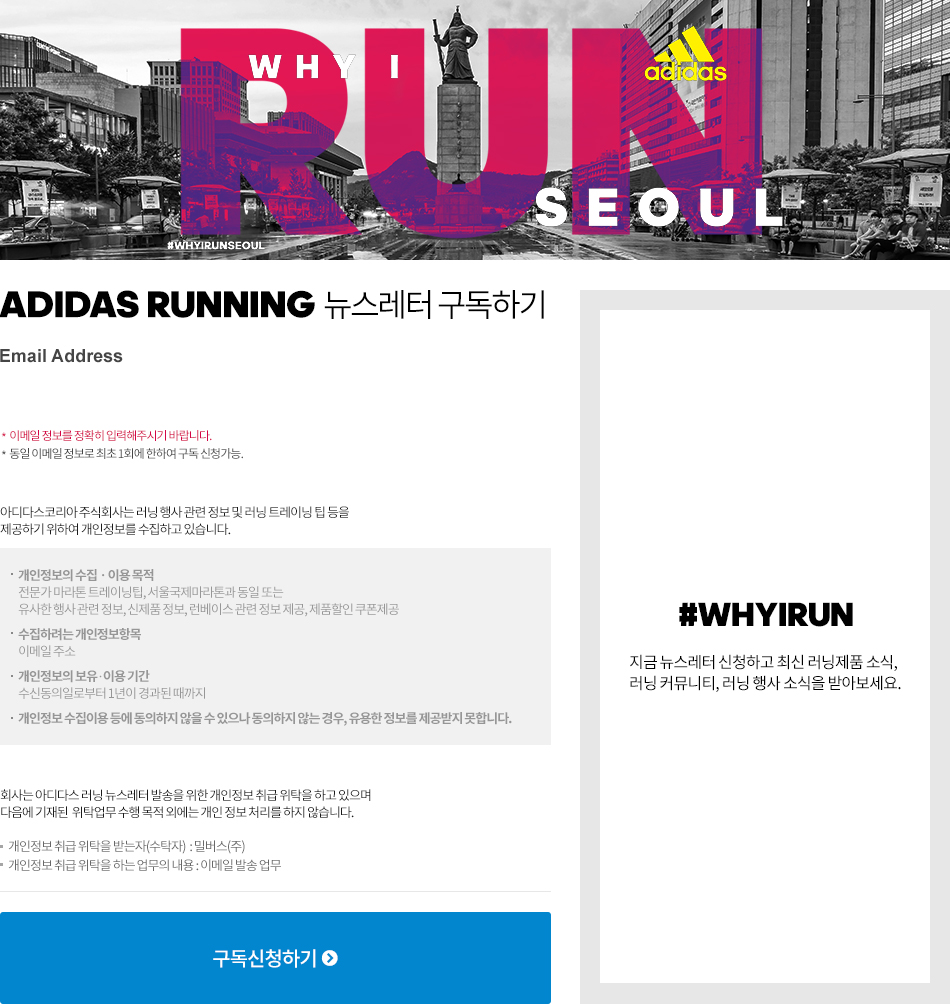 RUN
WHY I
adidas
SEOUL
#WHYIRUNSEOUL
ADIDAS RUNNING 뉴스레터 구독하기
Email Address
* 이메일 정보를 정확히 입력해주시기 바랍니다.
* 동일 이메일 정보로 최초 1회에 한하여 구독 신청가능.
아디다스코리아 주식회사는 러닝 행사 관련 정보 및 러닝 트레이닝 팁 등을
제공하기 위하여 개인정보를 수집하고 있습니다.
· 개인정보의 수집 · 이용 목적
전문가 마라톤 트레이닝팁, 서울국제마라톤과 동일 또는
유사한 행사 관련 정보, 신제품 정보, 런베이스 관련 정보 제공, 제품할인 쿠폰제공
· 수집하려는 개인정보항목
이메일 주소
· 개인정보의 보유·이용 기간
수신동의일로부터 1년이 경과된 때까지
· 개인정보 수집이용 등에 동의하지 않을 수 있으나 동의하지 않는 경우, 유용한 정보를 제공받지 못합니다.
회사는 아디다스 러닝 뉴스레터 발송을 위한 개인정보 취급 위탁을 하고 있으며
다음에 기재된 위탁업무 수행 목적 외에는 개인 정보 처리를 하지 않습니다.
개인정보 취급 위탁을 받는자(수탁자) : 밀버스(주)
개인정보 취급 위탁을 하는 업무의 내용 : 이메일 발송 업무
구독신청하기
#WHYIRUN
지금 뉴스레터 신청하고 최신 러닝제품 소식,
러닝 커뮤니티, 러닝 행사 소식을 받아보세요.